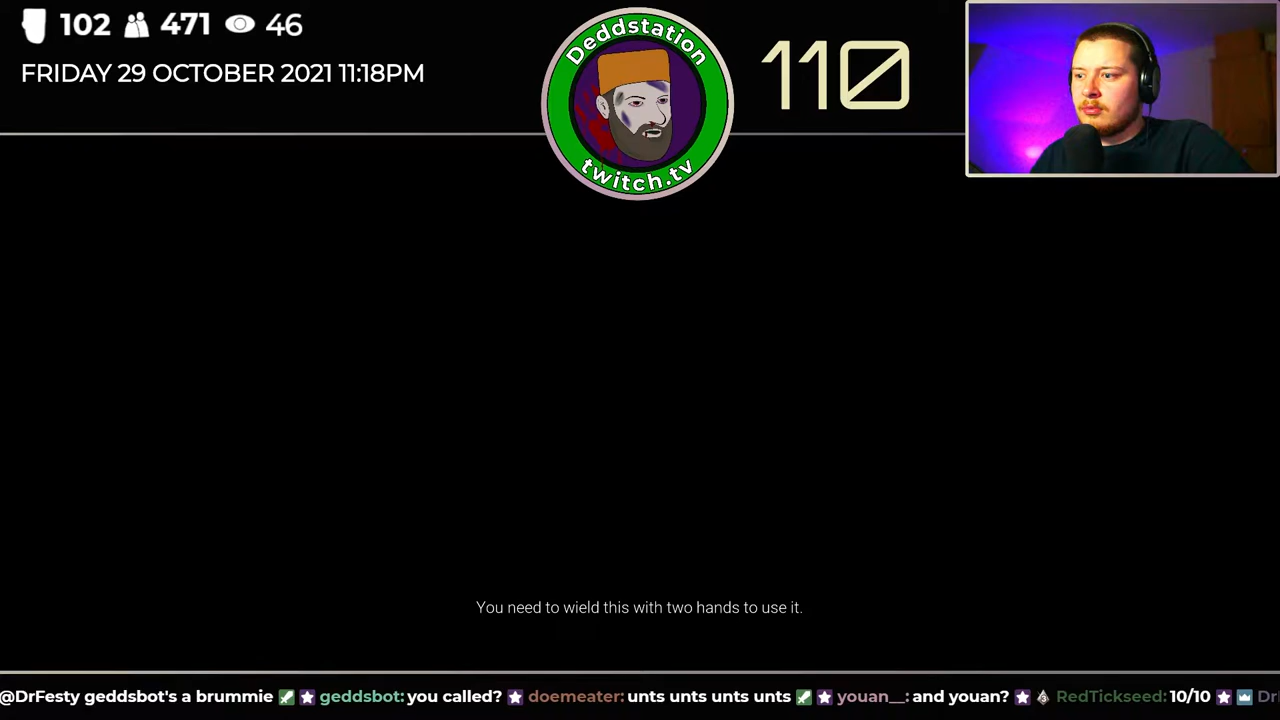 102 471 46
FRIDAY 29 OCTOBER 2021 11:18PM
Deddstation
twitch.tv
110
You need to wield this with two hands to use it.
@DrFesty geddsbot's a brummie geddsbot: you called? doemeater: unts unts unts unts youan__: and youan? RedTickseed: 10/10